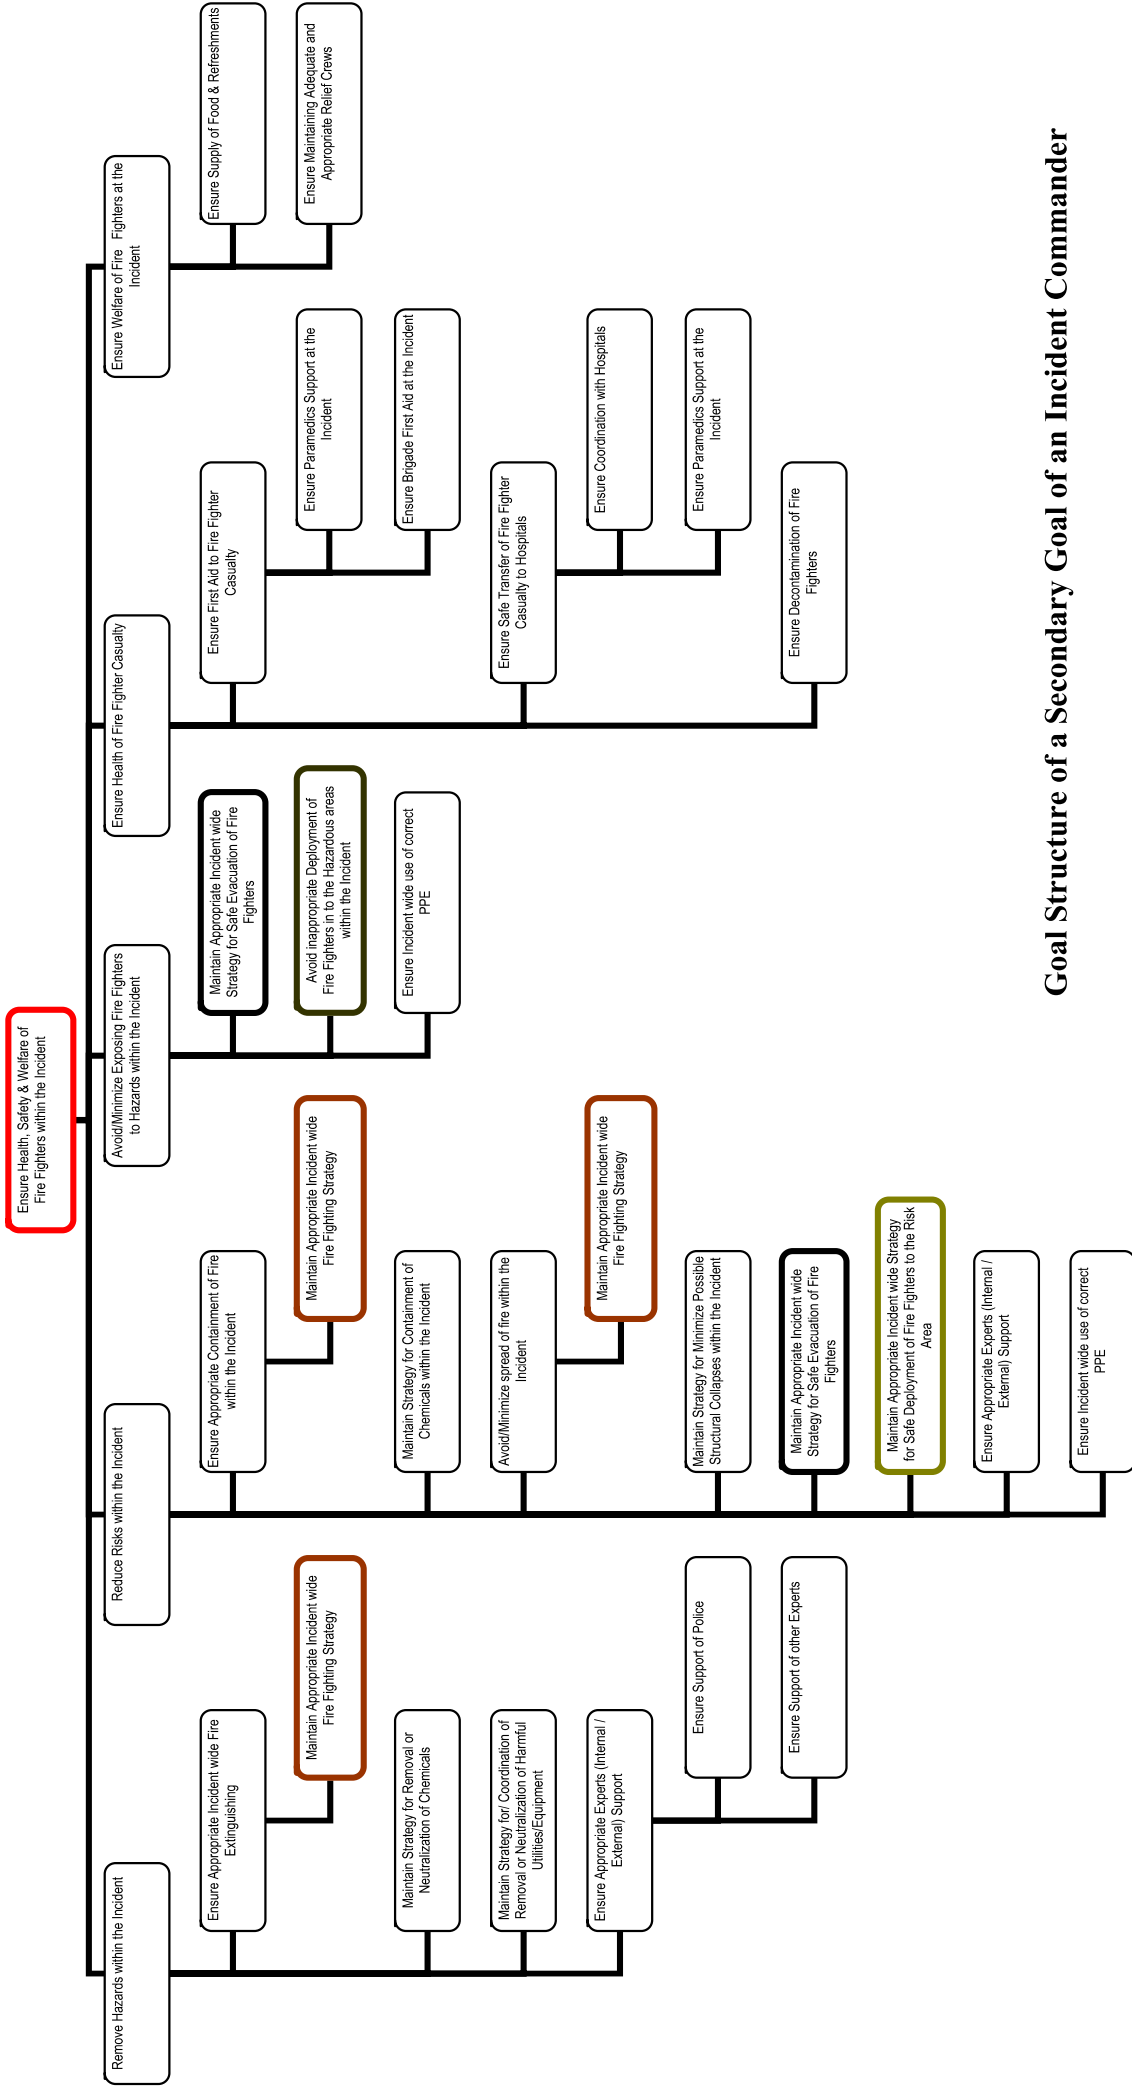 Ensure Health, Safety & Welfare of
Fire Fighters within the Incident
Remove Hazards within the Incident
Ensure Appropriate Incident wide Fire
Extinguishing
Maintain Appropriate Incident wide
Fire Fighting Strategy
Maintain Strategy for Removal or
Neutralization of Chemicals
Maintain Strategy for/ Coordination of
Removal or Neutralization of Harmful
Utilities/Equipment
Ensure Appropriate Experts (Internal /
External) Support
Ensure Support of Police
Ensure Support of other Experts
Reduce Risks within the Incident
Ensure Appropriate Containment of Fire
within the Incident
Maintain Appropriate Incident wide
Fire Fighting Strategy
Maintain Strategy for Containment of
Chemicals within the Incident
Avoid/Minimize spread of fire within the
Incident
Maintain Appropriate Incident wide
Fire Fighting Strategy
Maintain Strategy for Minimize Possible
Structural Collapses within the Incident
Maintain Appropriate Incident wide
Strategy for Safe Evacuation of Fire
Fighters
Maintain Appropriate Incident wide Strategy
for Safe Deployment of Fire Fighters to the Risk
Area
Ensure Appropriate Experts (Internal /
External) Support
Ensure Incident wide use of correct
PPE
Avoid/Minimize Exposing Fire Fighters
to Hazards within the Incident
Maintain Appropriate Incident wide
Strategy for Safe Evacuation of Fire
Fighters
Avoid inappropriate Deployment of
Fire Fighters in to the Hazardous areas
within the Incident
Ensure Incident wide use of correct
PPE
Ensure Health of Fire Fighter Casualty
Ensure First Aid to Fire Fighter
Casualty
Ensure Paramedics Support at the
Incident
Ensure Brigade First Aid at the Incident
Ensure Safe Transfer of Fire Fighter
Casualty to Hospitals
Ensure Coordination with Hospitals
Ensure Paramedics Support at the
Incident
Ensure Decontamination of Fire
Fighters
Ensure Welfare of Fire Fighters at the
Incident
Ensure Supply of Food & Refreshments
Ensure Maintaining Adequate and
Appropriate Relief Crews
Goal Structure of a Secondary Goal of an Incident Commander